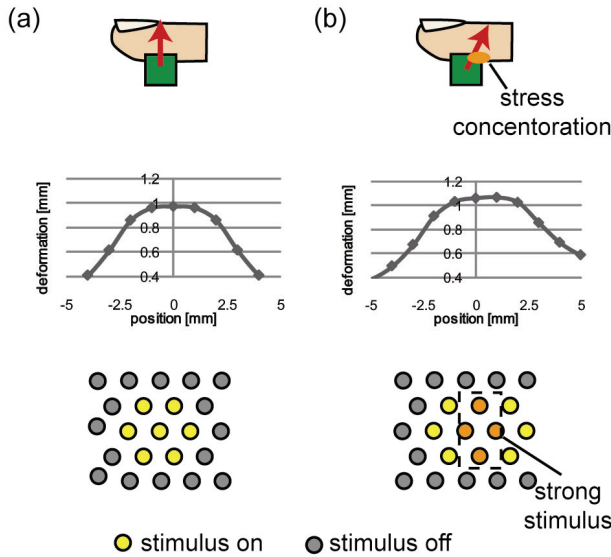 (a)
(b)
stress
concentoration
1.2
1
0.8
0.6
0.4
deformation [mm]
-5
-2.5
0
2.5
5
position [mm]
1.2
1
0.8
0.6
0.4
deformation [mm]
-5
-2.5
0
2.5
5
position [mm]
strong
stimulus
stimulus on
stimulus off